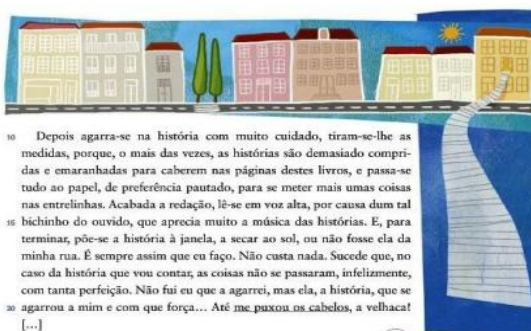 10 Depois agarra-se na história com muito cuidado, tiram-se-lhe as
medidas, porque, o mais das vezes, as histórias são demasiado compri-
das e emaranhadas para caberem nas páginas destes livros, e passa-se
tudo ao papel, de preferência pautado, para se meter mais umas coisas
nas entrelinhas. Acabada a redação, lê-se em voz alta, por causa dum tal
15 bichinho do ouvido, que aprecia muito a música das histórias. E, para
terminar, põe-se a história à janela, a secar ao sol, ou não fosse ela da
minha rua. É sempre assim que eu faço. Não custa nada. Sucede que, no
caso da história que vou contar, as coisas não se passaram, infelizmente,
com tanta perfeição. Não fui eu que a agarrei, mas ela, a história, que se
20 agarrou a mim e com que força... Até me puxou os cabelos, a velhaca!
[...]